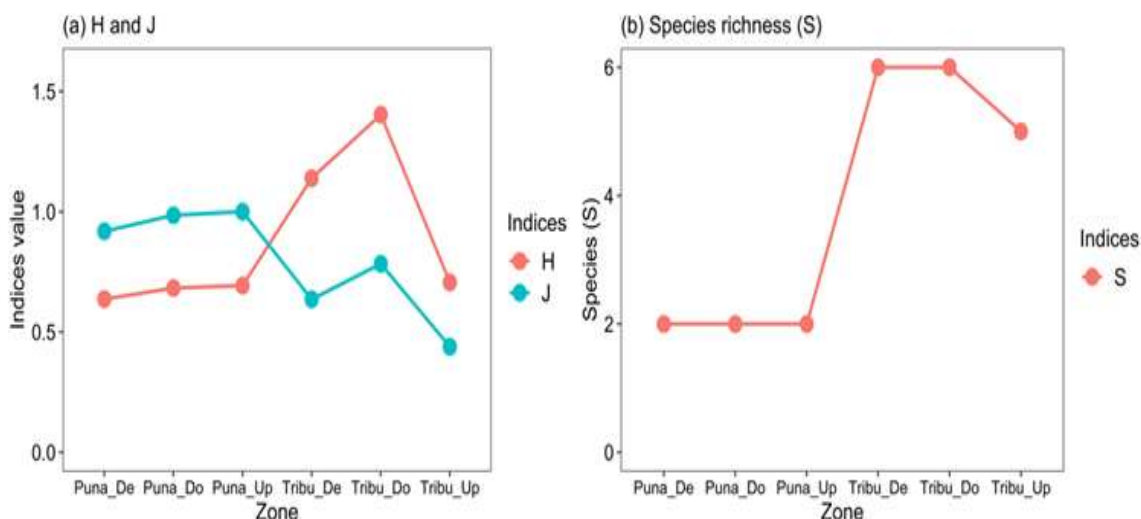 (a) H and J
Indices value
1.5
1.0
0.5
0.0
Puna_De Puna_Do Puna_Up Tribu_De Tribu_Do Tribu_Up
Zone
Indices
H
J
(b) Species richness (S)
Species (S)
6
4
2
0
Puna_De Puna_Do Puna_Up Tribu_De Tribu_Do Tribu_Up
Zone
Indices
S